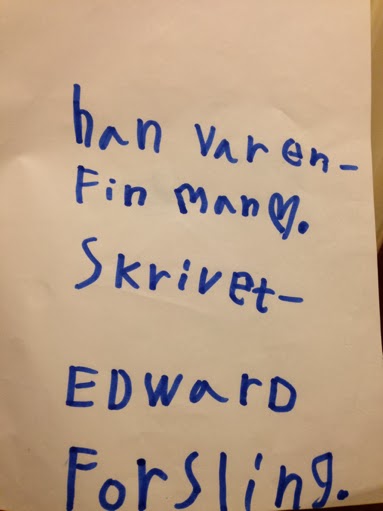 han var en-
Fin man♡.
Skrivet-
EDWarD
Forsling.